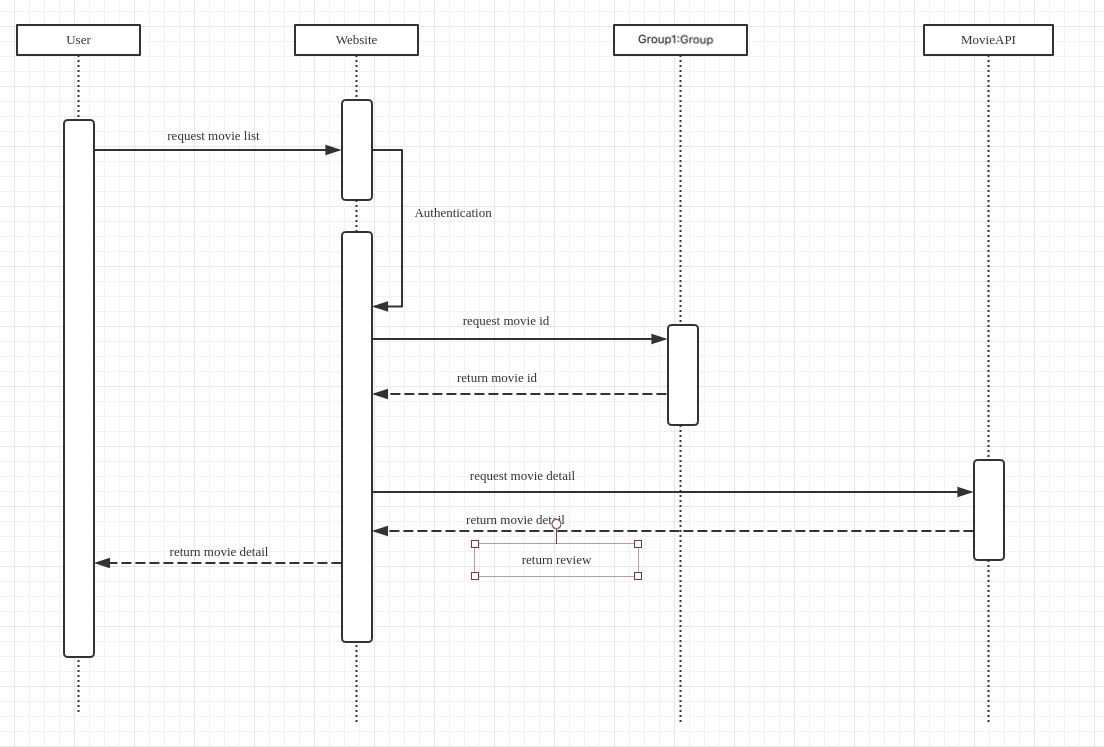 User
Website
Group1:Group
MovieAPI
request movie list
Authentication
request movie id
return movie id
request movie detail
return movie detail
return movie detail
return review